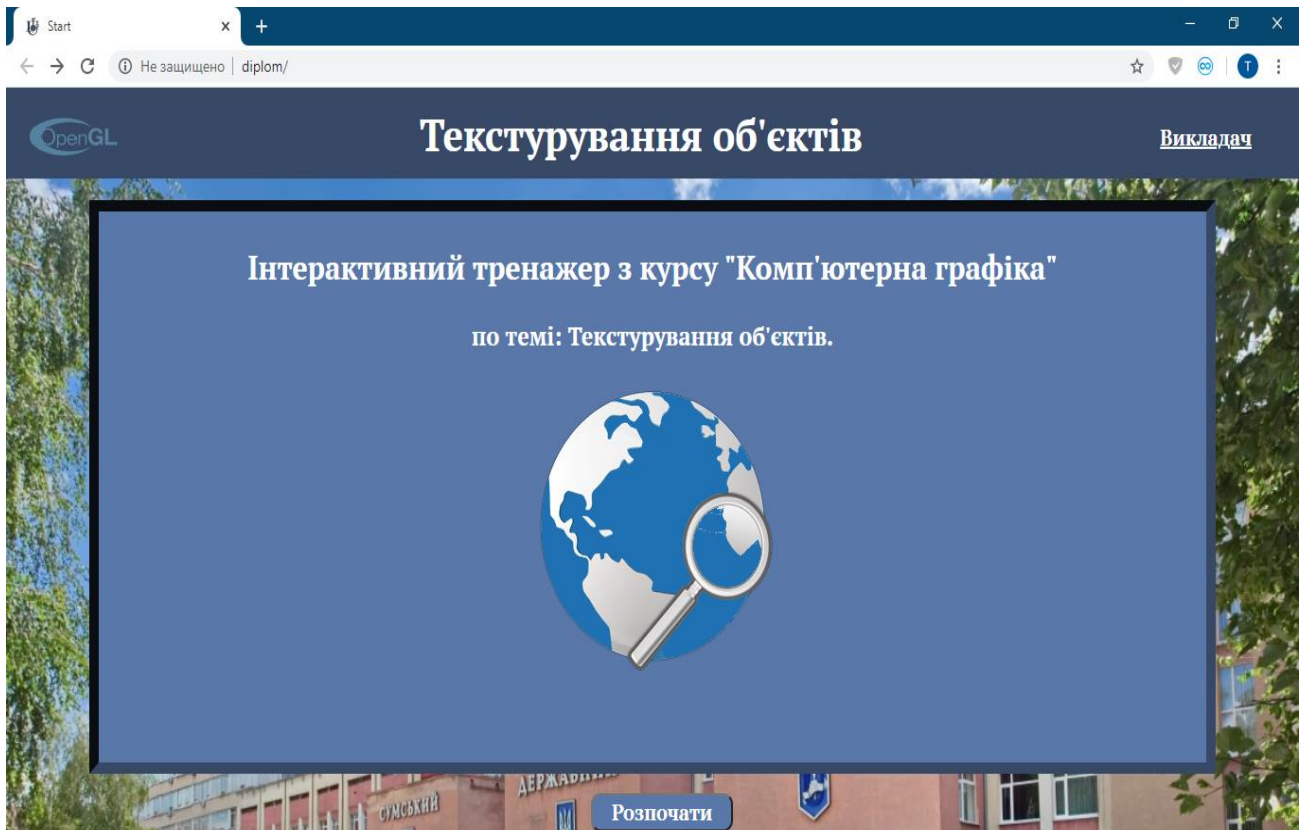 Start
Не защищено | diplom/
T
OpenGL
Текстурування об'єктів
Викладач
Інтерактивний тренажер з курсу "Комп'ютерна графіка"
по темі: Текстурування об'єктів.
СУМСЬКИЙ
ДЕРЖАВНИЙ
Розпочати